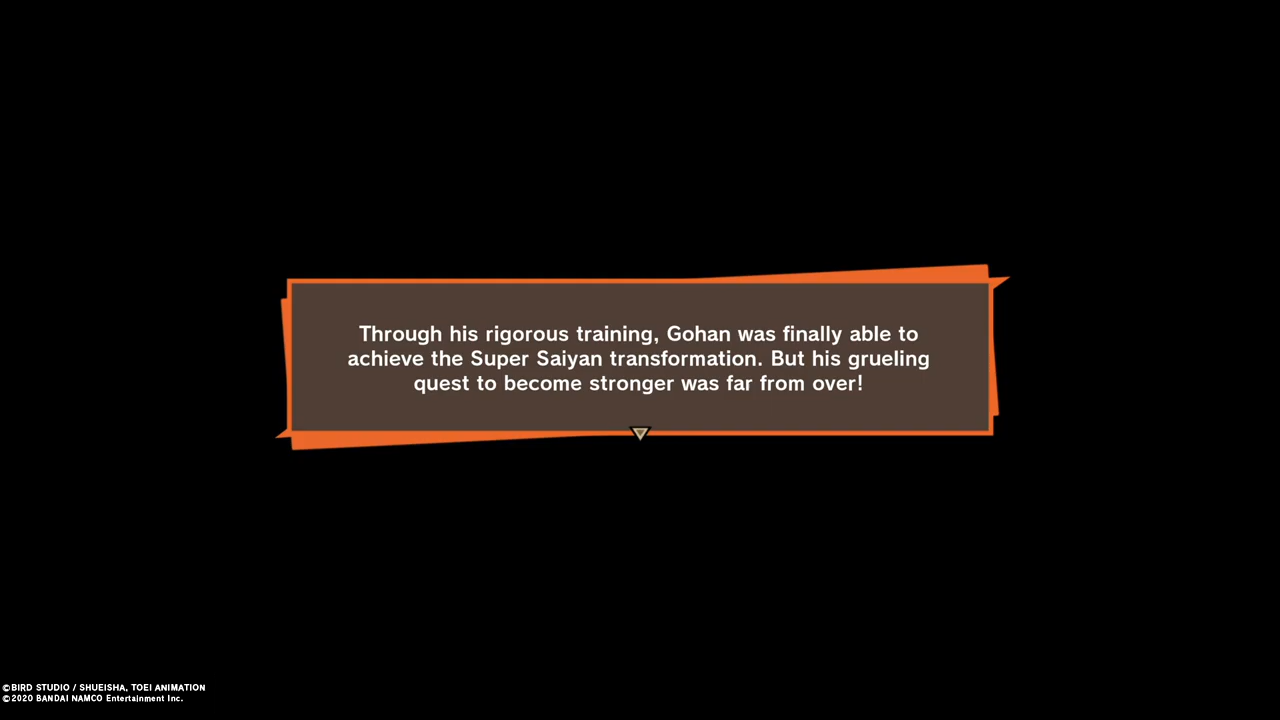 Through his rigorous training, Gohan was finally able to
achieve the Super Saiyan transformation. But his grueling
quest to become stronger was far from over!
©BIRD STUDIO / SHUEISHA, TOEI ANIMATION
©2020 BANDAI NAMCO Entertainment Inc.